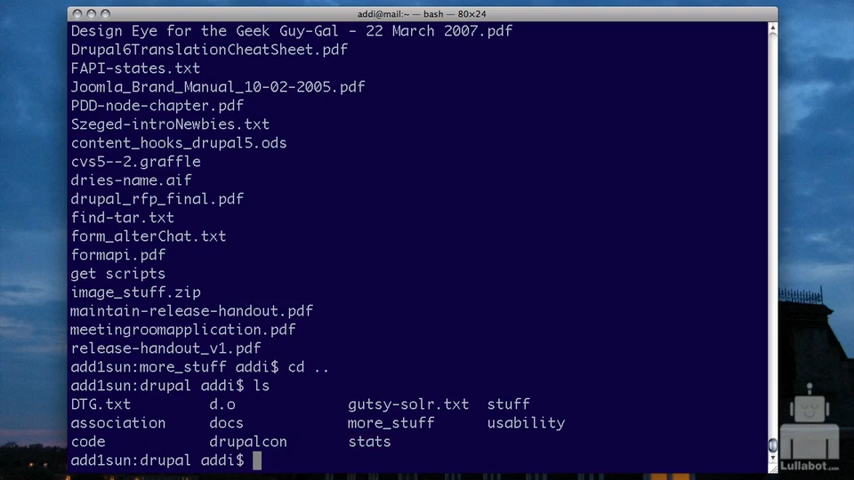 addi@mail:~ — bash — 80×24
Design Eye for the Geek Guy-Gal - 22 March 2007.pdf
Drupal6TranslationCheatSheet.pdf
FAPI-states.txt
Joomla_Brand_Manual_10-02-2005.pdf
PDD-node-chapter.pdf
Szeged-introNewbies.txt
content_hooks_drupal5.ods
cvs5--2.graffle
dries-name.aif
drupal_rfp_final.pdf
find-tar.txt
form_alterChat.txt
formapi.pdf
get scripts
image_stuff.zip
maintain-release-handout.pdf
meetingroomapplication.pdf
release-handout_v1.pdf
add1sun:more_stuff addi$ cd ..
add1sun:drupal addi$ ls
DTG.txt d.o gutsy-solr.txt stuff
association docs more_stuff usability
code drupalcon stats
add1sun:drupal addi$
Lullabot.com